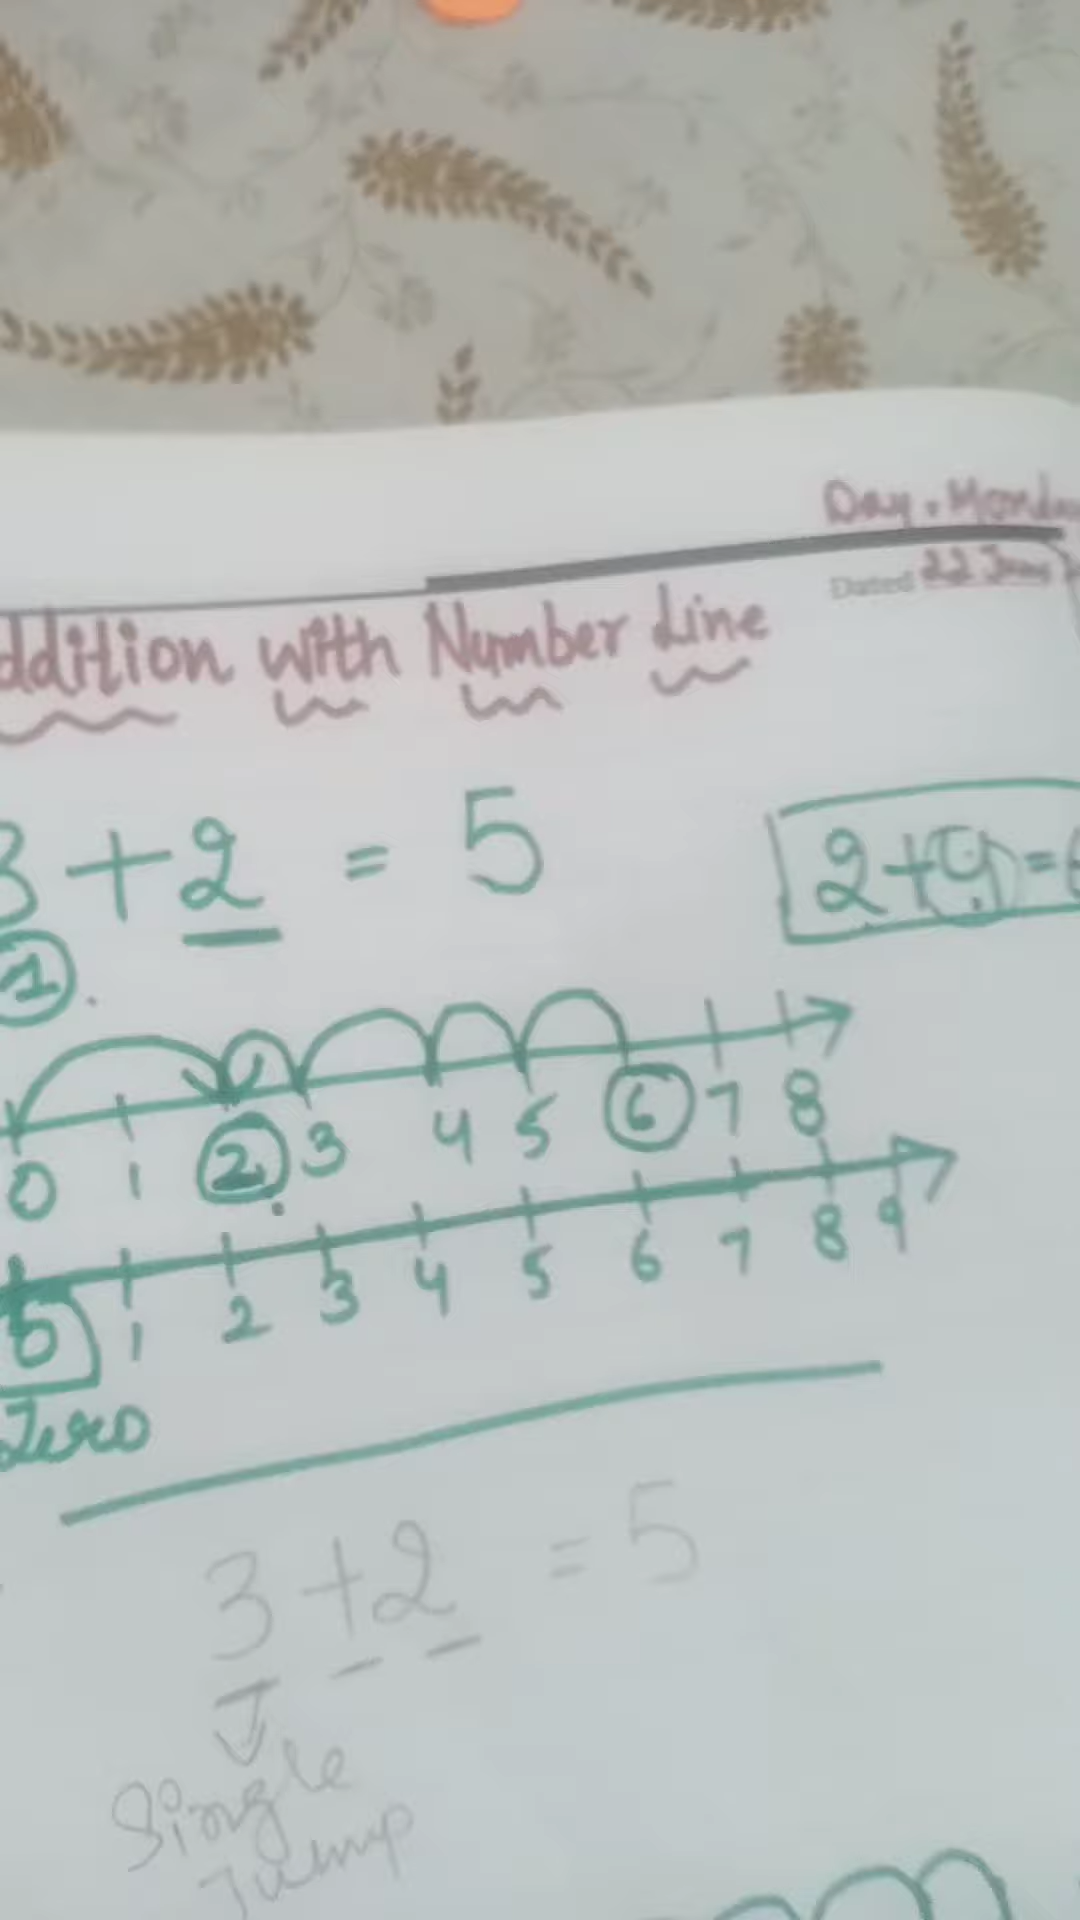 Day. Monda
Dated 22 June
ddition with Number Line
3 + 2 = 5
2+4=
1
0 1 2 3 4 5 6 7 8
0 1 2 3 4 5 6 7 8 9
Zero
3 + 2 = 5
Single
Jump